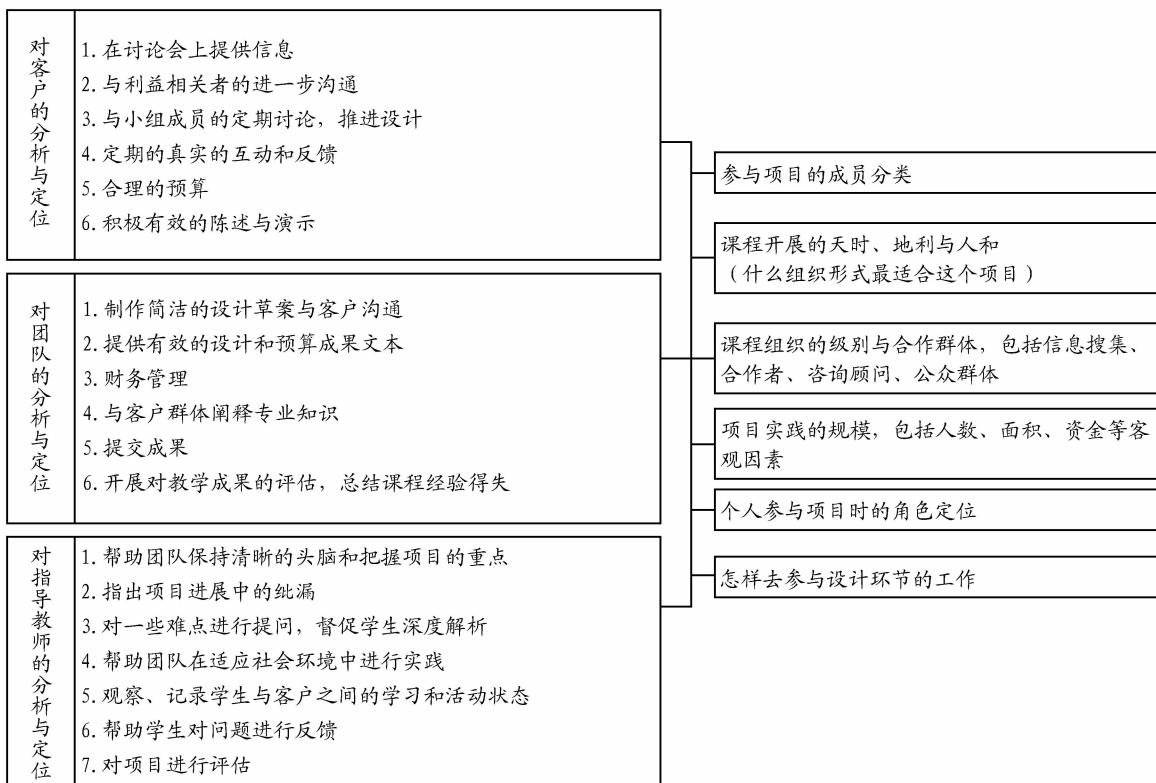 对客户的分析与定位
1. 在讨论会上提供信息
2. 与利益相关者的进一步沟通
3. 与小组成员的定期讨论，推进设计
4. 定期的真实的互动和反馈
5. 合理的预算
6. 积极有效的陈述与演示
对团队的分析与定位
1. 制作简洁的设计草案与客户沟通
2. 提供有效的设计和预算成果文本
3. 财务管理
4. 与客户群体阐释专业知识
5. 提交成果
6. 开展对教学成果的评估，总结课程经验得失
对指导教师的分析与定位
1. 帮助团队保持清晰的头脑和把握项目的重点
2. 指出项目进展中的纰漏
3. 对一些难点进行提问，督促学生深度解析
4. 帮助团队在适应社会环境中进行实践
5. 观察、记录学生与客户之间的学习和活动状态
6. 帮助学生对问题进行反馈
7. 对项目进行评估
参与项目的成员分类
课程开展的天时、地利与人和
（什么组织形式最适合这个项目）
课程组织的级别与合作群体，包括信息搜集、
合作者、咨询顾问、公众群体
项目实践的规模，包括人数、面积、资金等客
观因素
个人参与项目时的角色定位
怎样去参与设计环节的工作